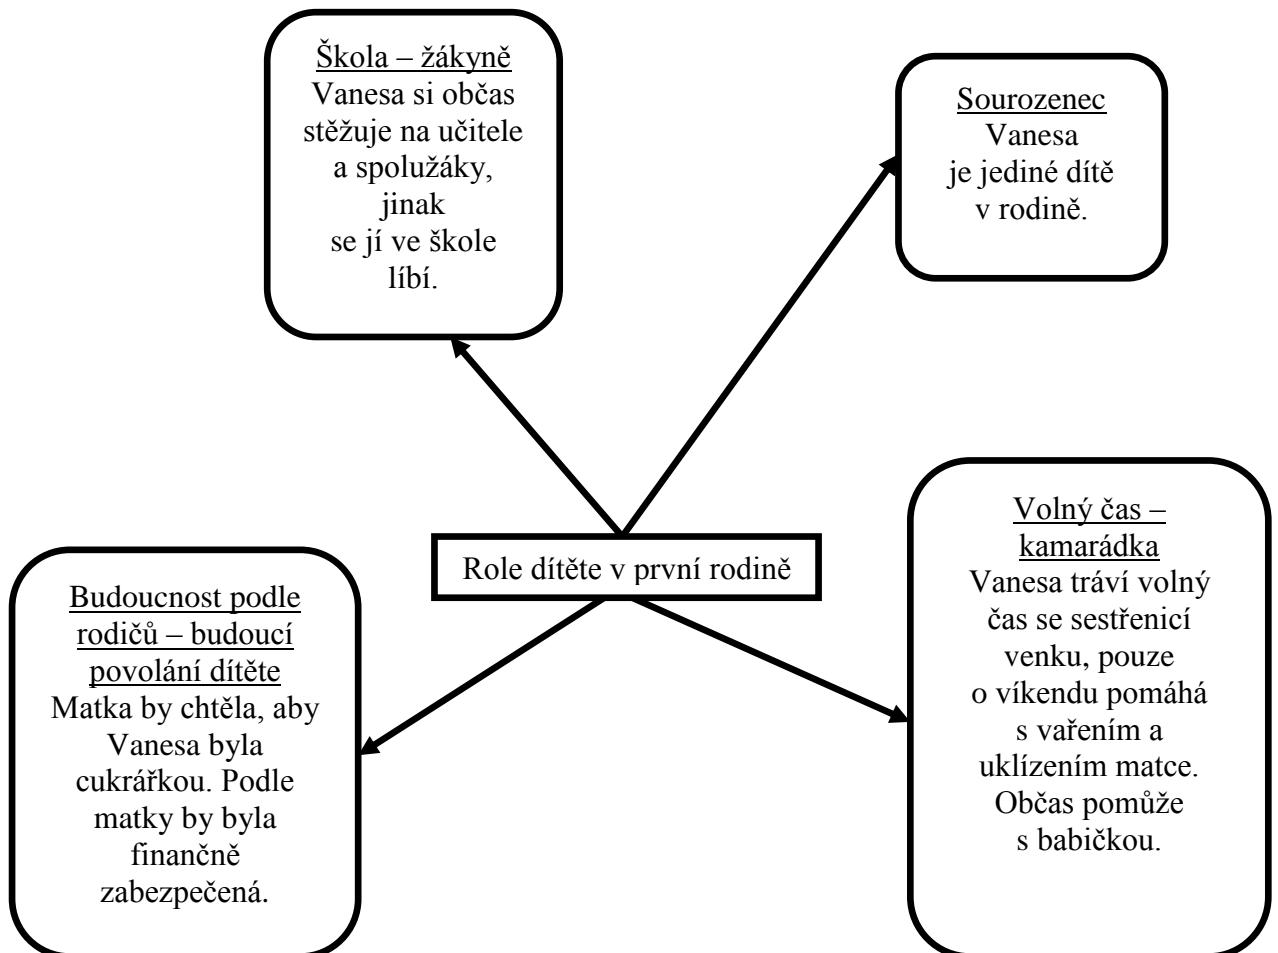 Škola – žákyně
Vanesa si občas
stěžuje na učitele
a spolužáky,
jinak
se jí ve škole
líbí.
Sourozenec
Vanesa
je jediné dítě
v rodině.
Role dítěte v první rodině
Budoucnost podle
rodičů – budoucí
povolání dítěte
Matka by chtěla, aby
Vanesa byla
cukrářkou. Podle
matky by byla
finančně
zabezpečená.
Volný čas –
kamarádka
Vanesa tráví volný
čas se sestřenicí
venku, pouze
o víkendu pomáhá
s vařením a
uklízením matce.
Občas pomůže
s babičkou.